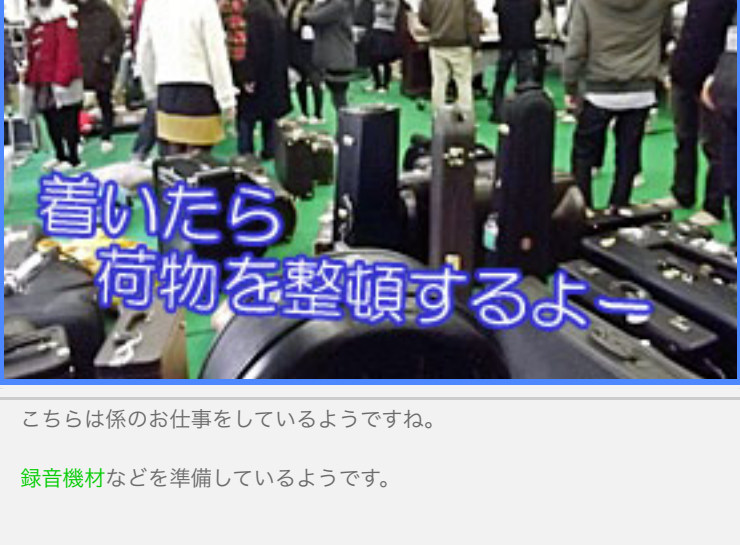 着いたら
荷物を整頓するよー
こちらは係のお仕事をしているようですね。
録音機材などを準備しているようです。